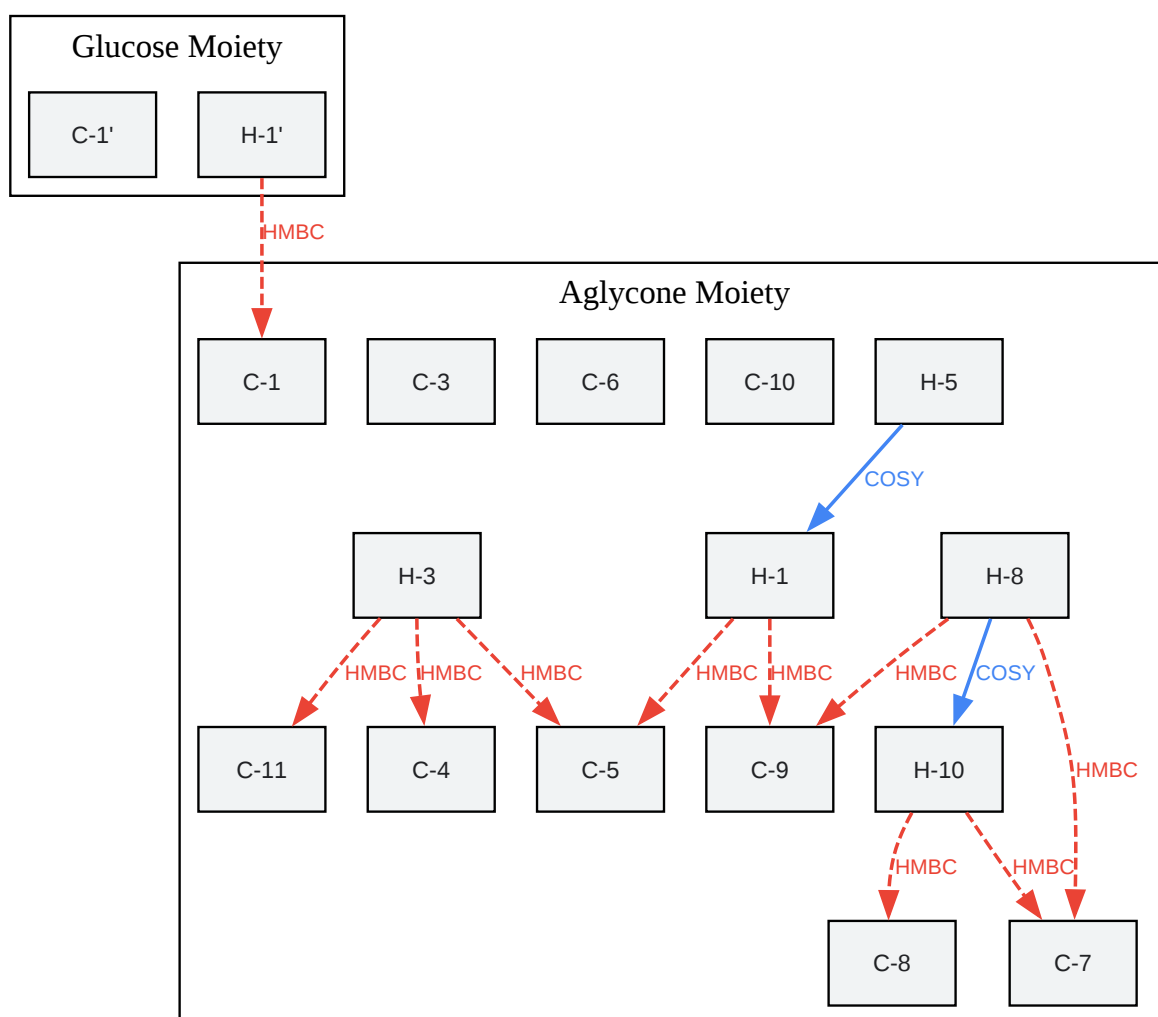 Glucose Moiety
C-1'
H-1'
HMBC
Aglycone Moiety
C-1
C-3
C-6
C-10
H-5
COSY
H-3
H-1
H-8
HMBC
HMBC
HMBC
HMBC
HMBC
HMBC
COSY
C-11
C-4
C-5
C-9
H-10
HMBC
HMBC
HMBC
C-8
C-7